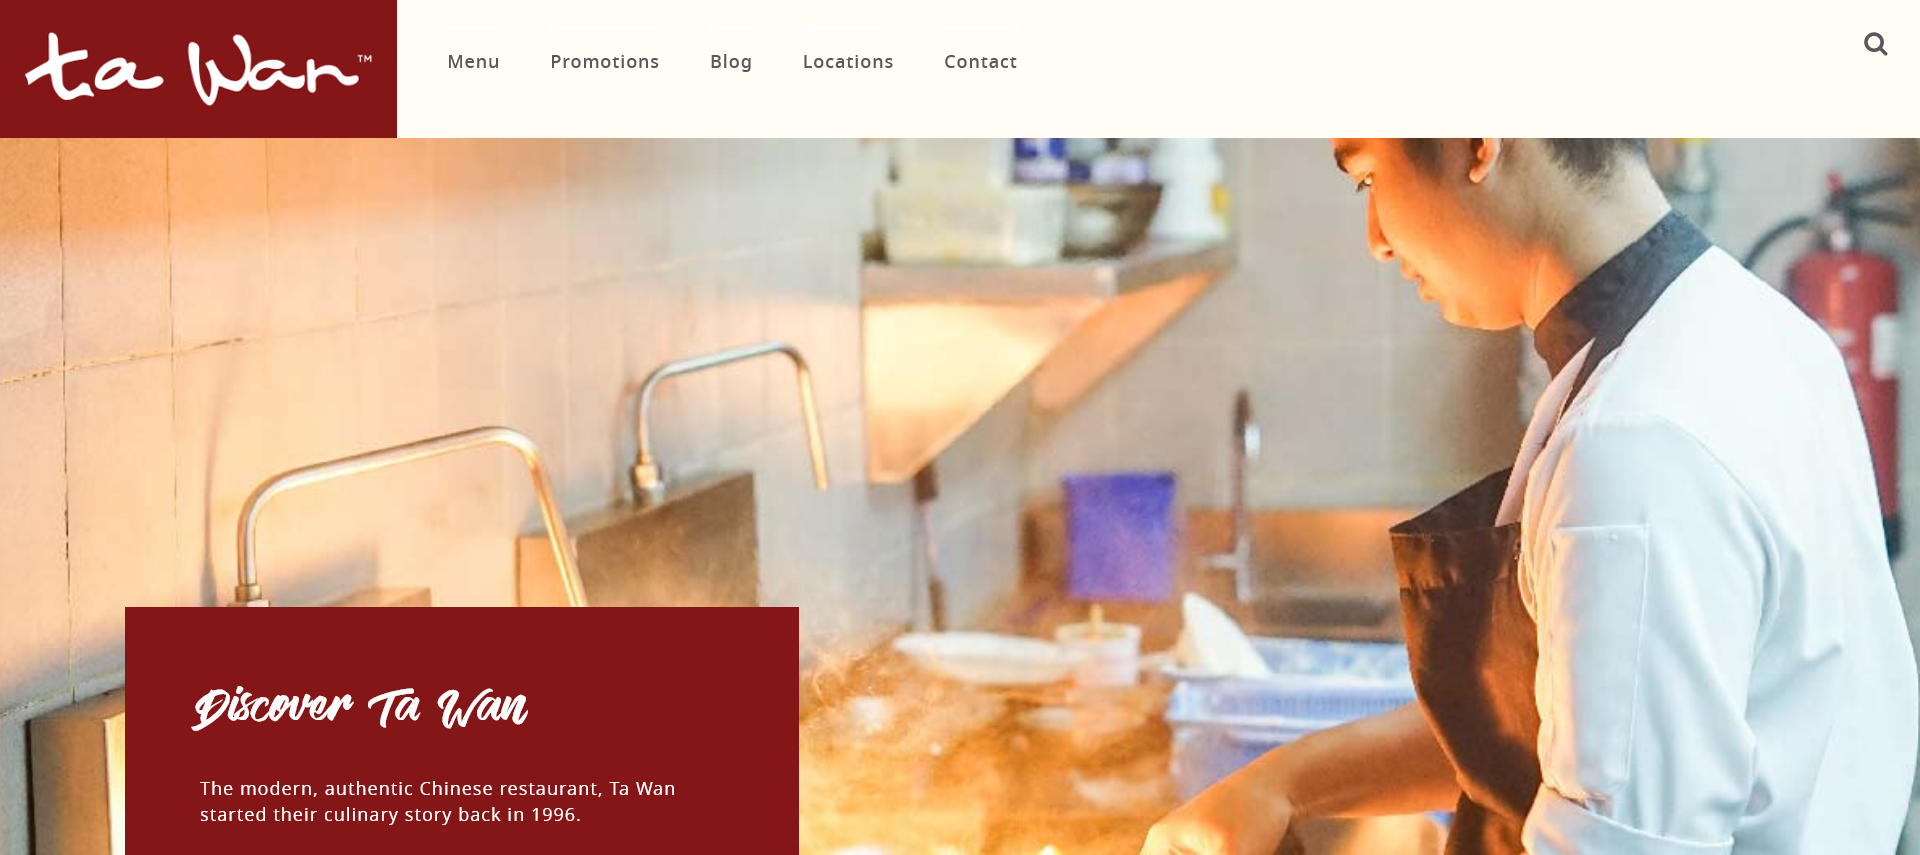 ta Wan™
Menu
Promotions
Blog
Locations
Contact
Discover Ta Wan
The modern, authentic Chinese restaurant, Ta Wan
started their culinary story back in 1996.